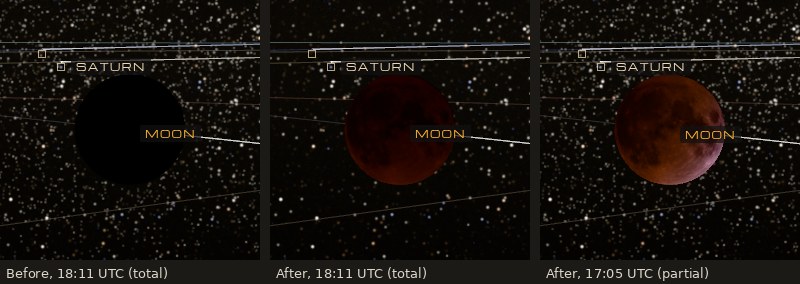 SATURN
MOON
Before, 18:11 UTC (total)
SATURN
MOON
After, 18:11 UTC (total)
SATURN
MOON
After, 17:05 UTC (partial)